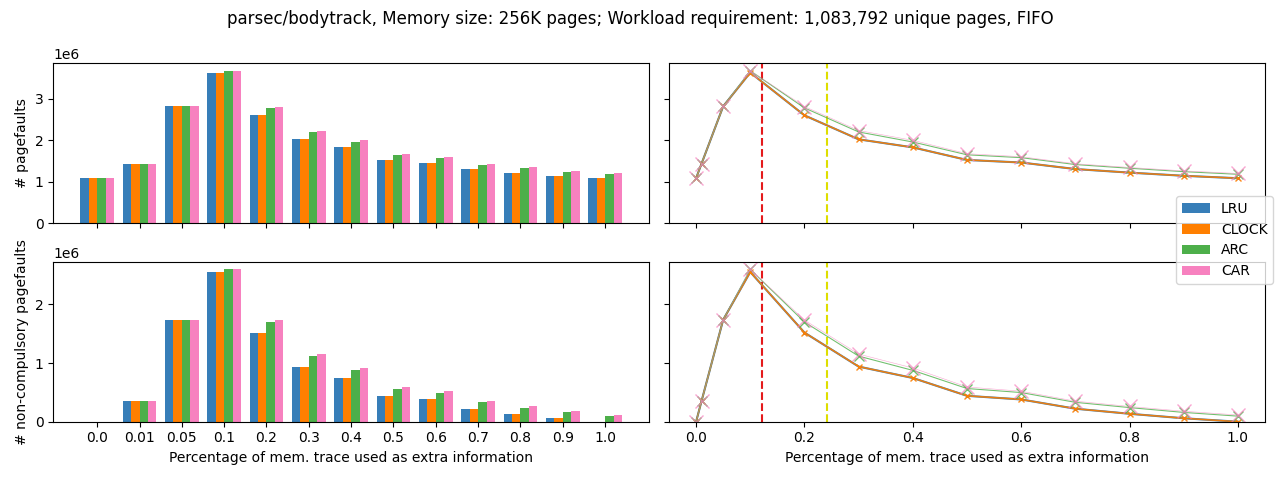 parsec/bodytrack, Memory size: 256K pages; Workload requirement: 1,083,792 unique pages, FIFO
1e6
# pagefaults
3
2
1
0
LRU
CLOCK
ARC
CAR
1e6
# non-compulsory pagefaults
2
1
0
0.0 0.01 0.05 0.1 0.2 0.3 0.4 0.5 0.6 0.7 0.8 0.9 1.0
Percentage of mem. trace used as extra information
0.0 0.2 0.4 0.6 0.8 1.0
Percentage of mem. trace used as extra information